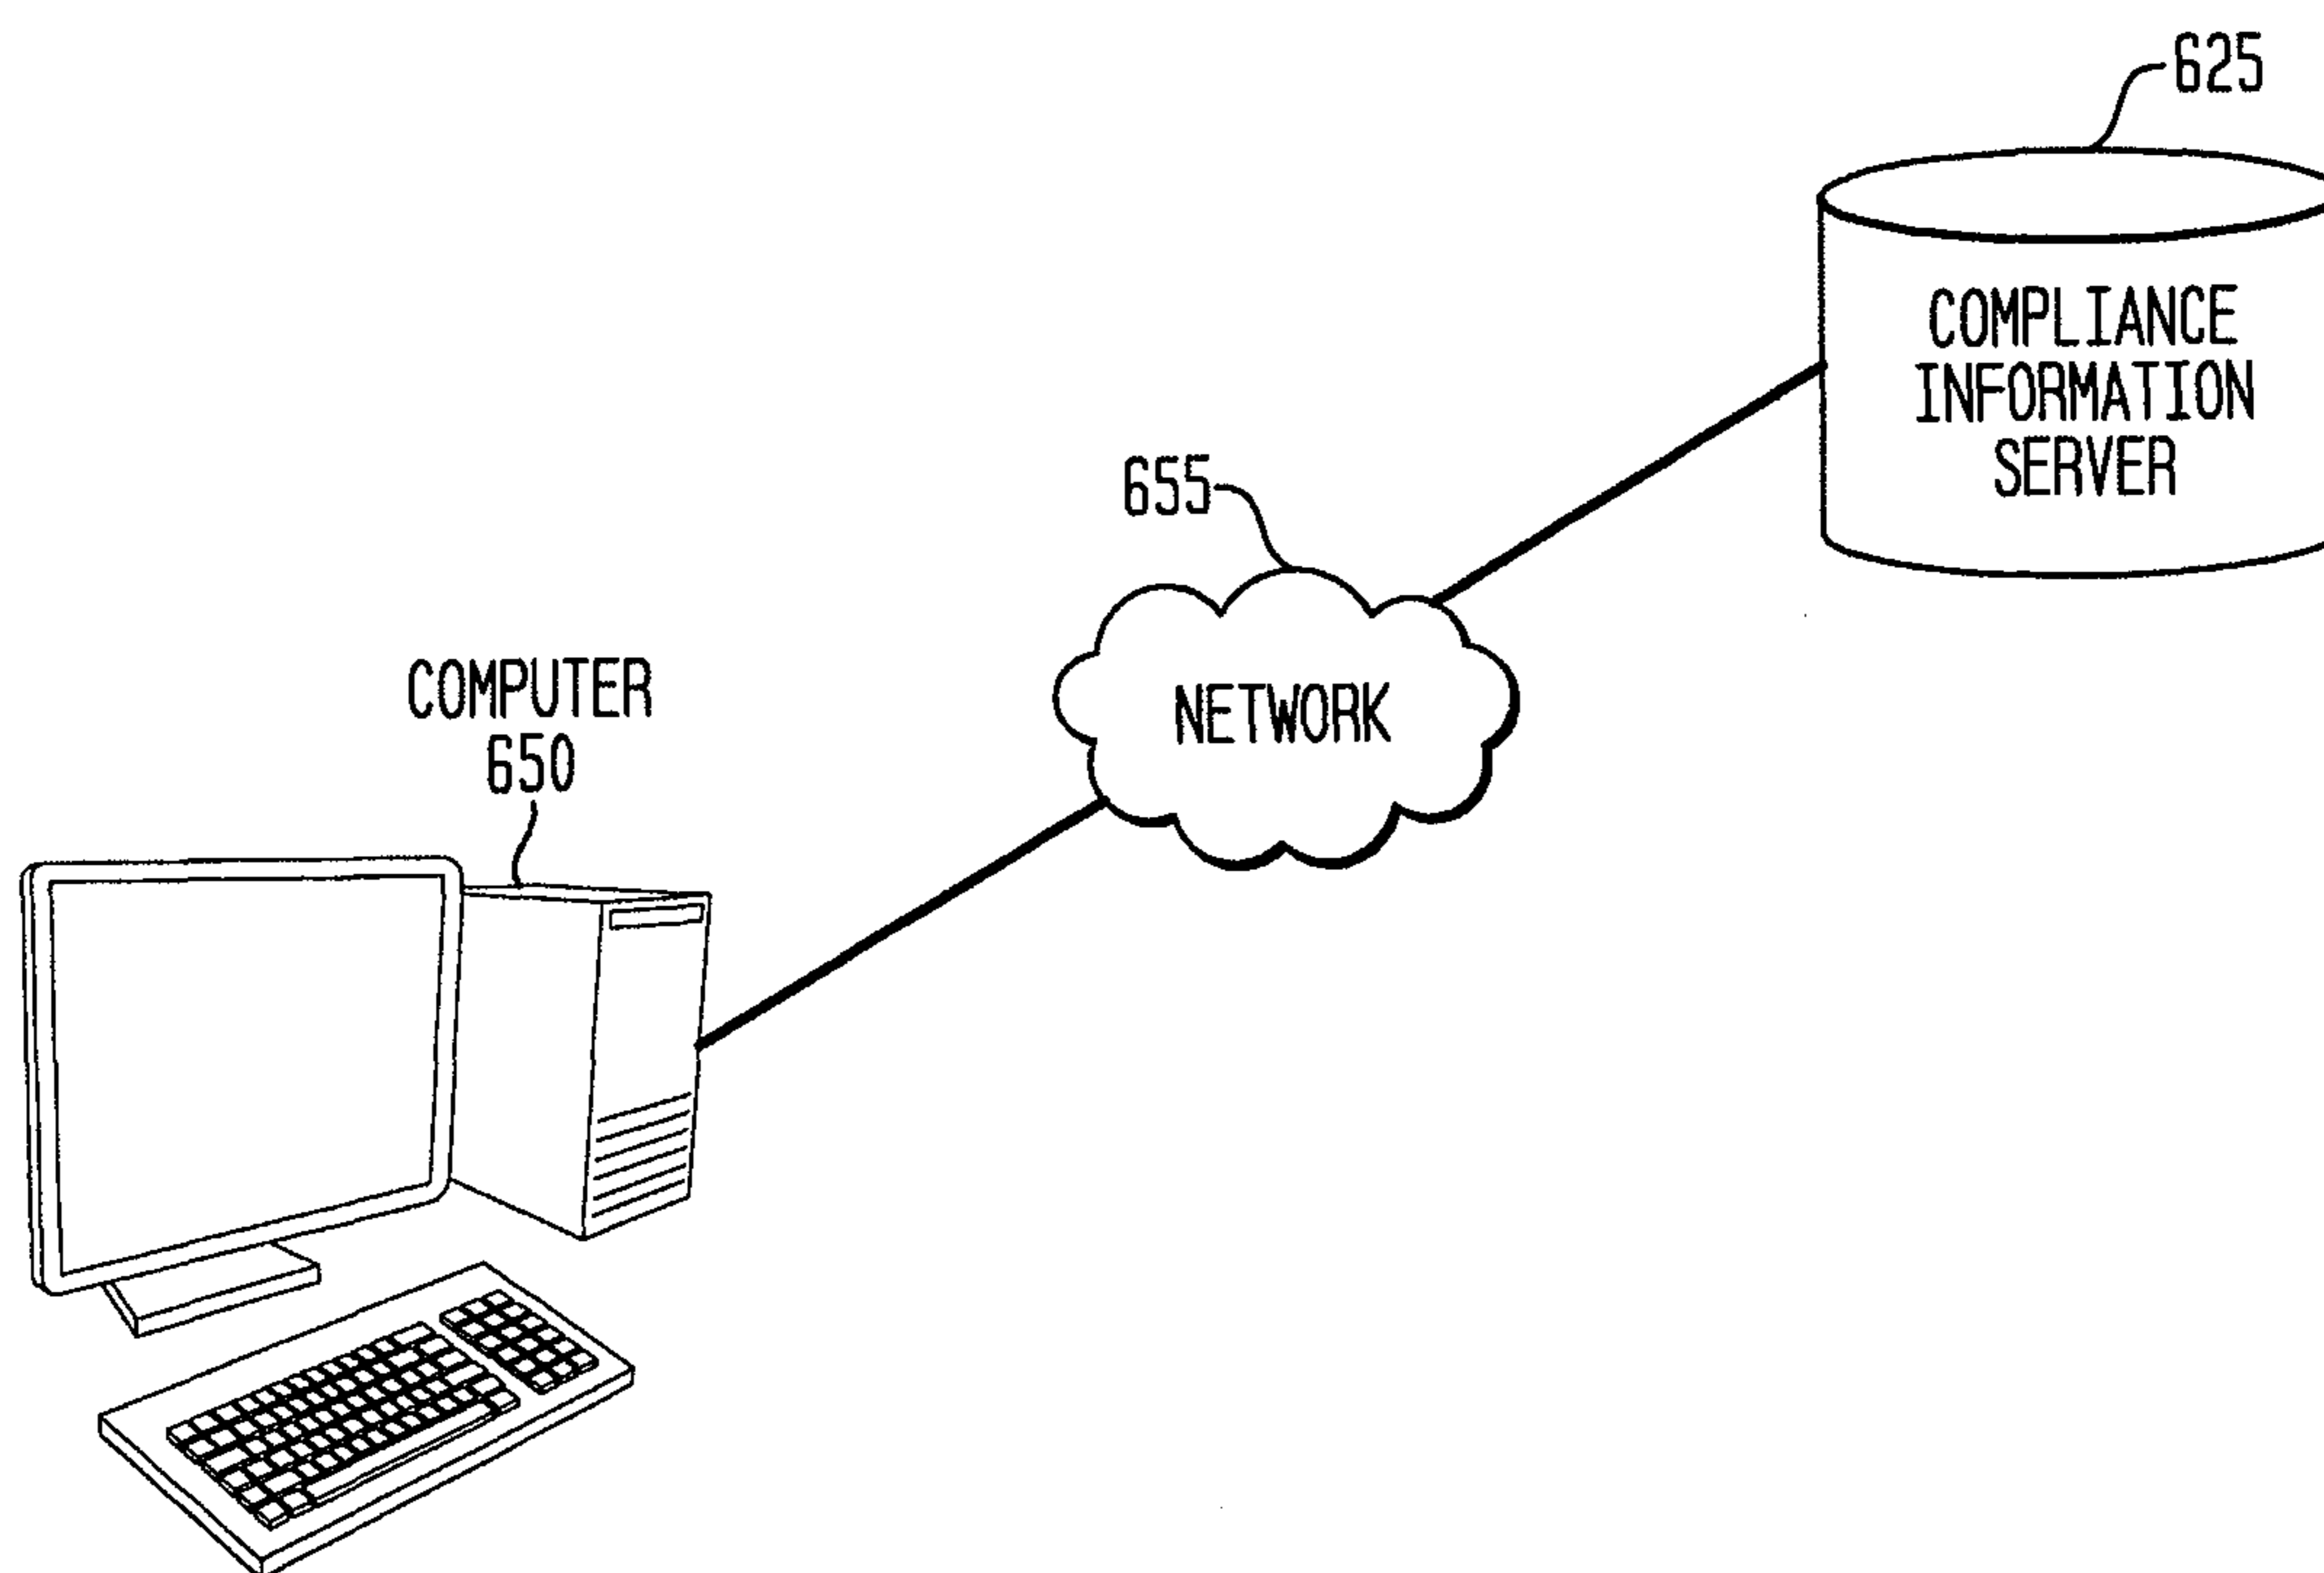 625
COMPLIANCE
INFORMATION
SERVER
655
NETWORK
COMPUTER
650